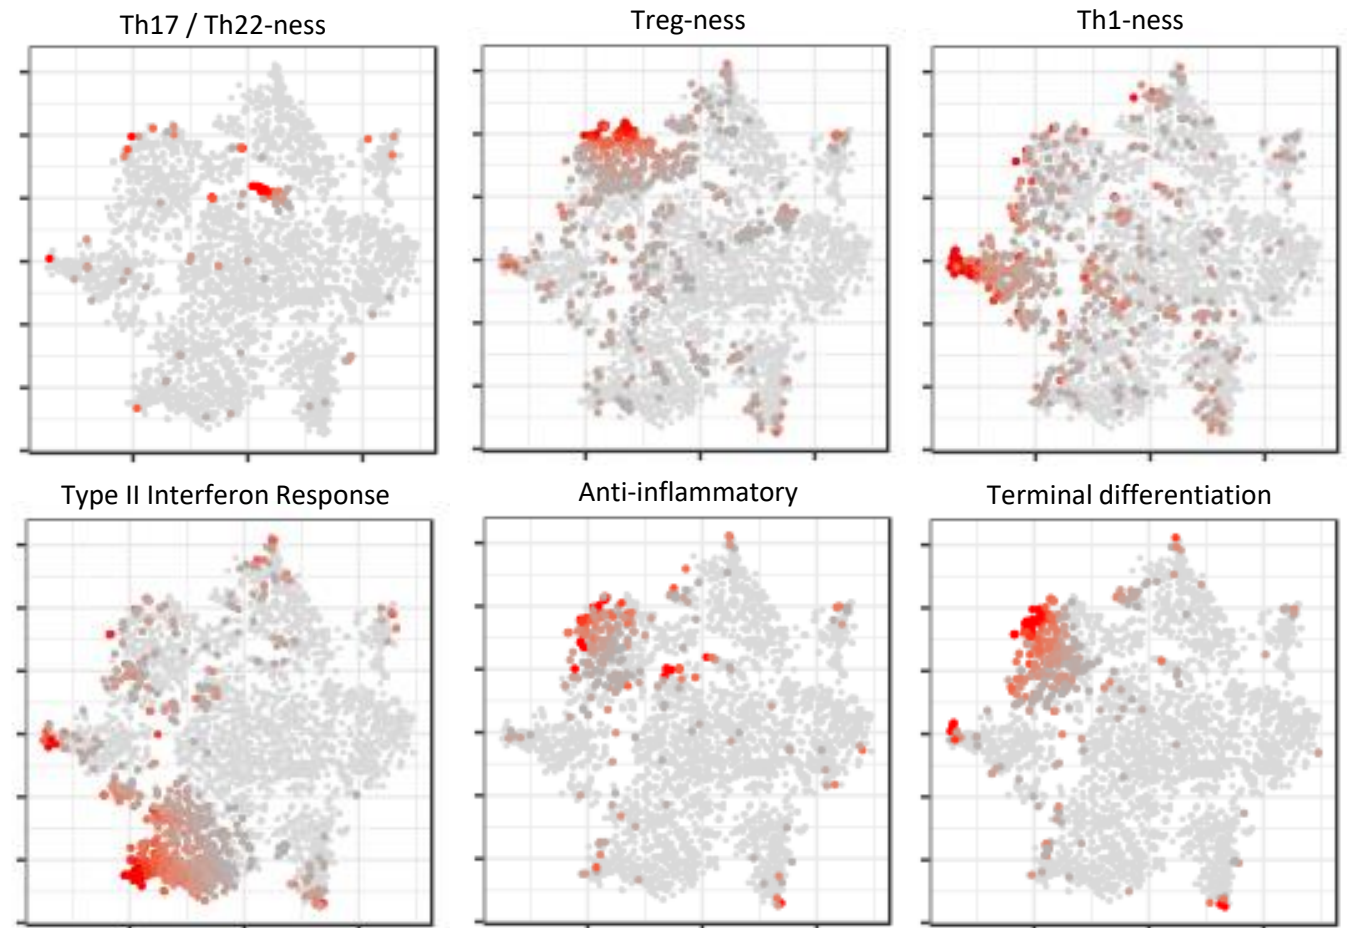 Th17 / Th22-ness
Treg-ness
Th1-ness
Type II Interferon Response
Anti-inflammatory
Terminal differentiation